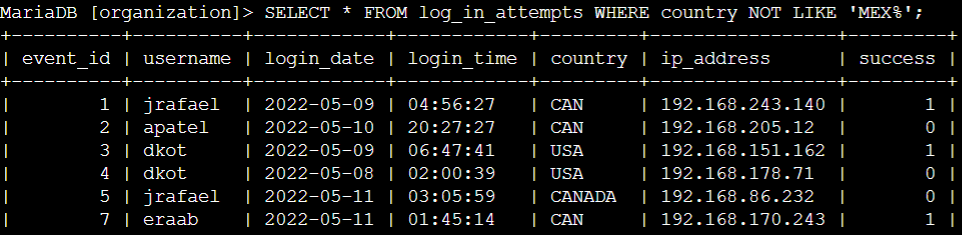 MariaDB [organization]> SELECT * FROM log_in_attempts WHERE country NOT LIKE 'MEX%';
+----------+----------+------------+------------+---------+-----------------+---------+
| event_id | username | login_date | login_time | country | ip_address      | success |
+----------+----------+------------+------------+---------+-----------------+---------+
|        1 | jrafael  | 2022-05-09 | 04:56:27   | CAN     | 192.168.243.140 |       1 |
|        2 | apatel   | 2022-05-10 | 20:27:27   | CAN     | 192.168.205.12  |       0 |
|        3 | dkot     | 2022-05-09 | 06:47:41   | USA     | 192.168.151.162 |       1 |
|        4 | dkot     | 2022-05-08 | 02:00:39   | USA     | 192.168.178.71  |       0 |
|        5 | jrafael  | 2022-05-11 | 03:05:59   | CANADA  | 192.168.86.232  |       0 |
|        7 | eraab    | 2022-05-11 | 01:45:14   | CAN     | 192.168.170.243 |       1 |